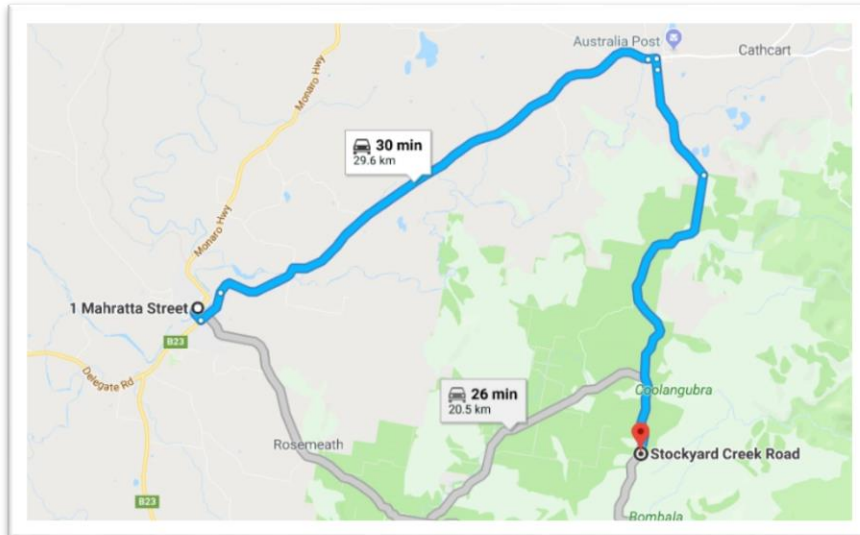 Australia Post
Cathcart
Monaro Hwy
30 min
29.6 km
Monaro Hwy
1 Mahratta Street
B23
Delegate Rd
26 min
20.5 km
Coolangubra
Rosemeath
Stockyard Creek Road
B23
Bombala